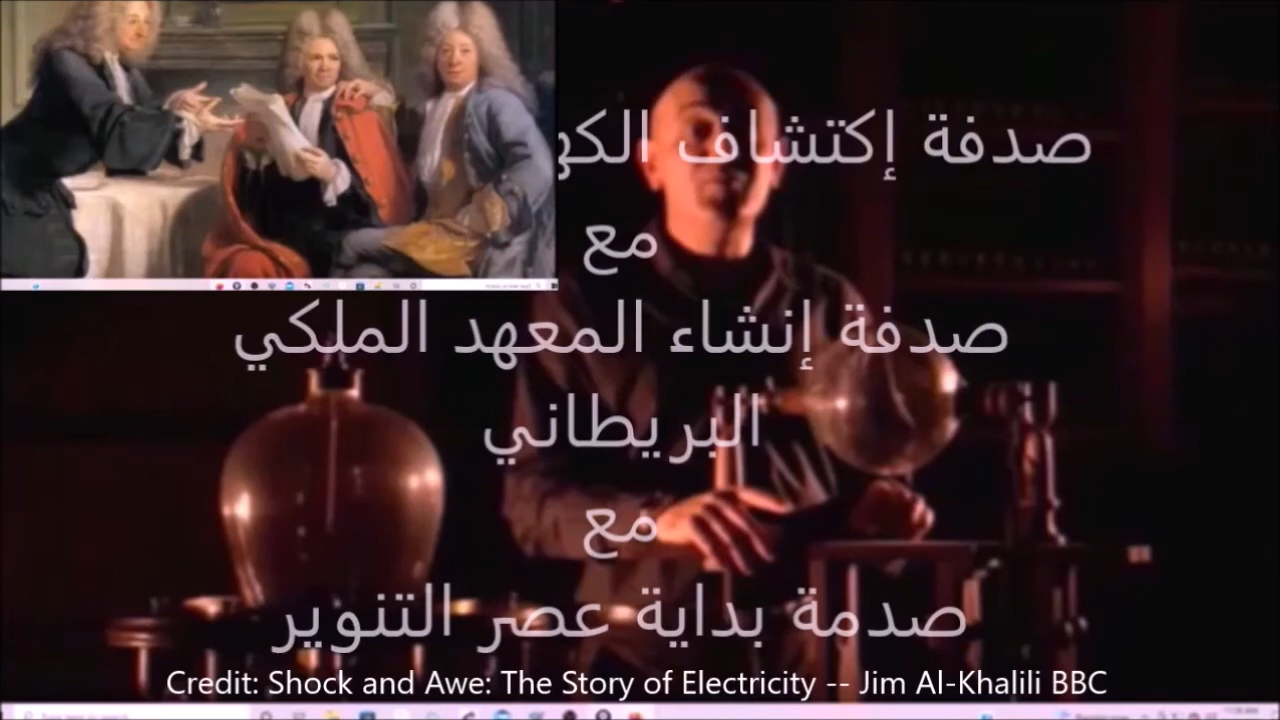 صدفة إكتشاف
مع
صدفة إنشاء المعهد الملكي
البريطاني
مع
صدمة بداية عصر التنوير
Credit: Shock and Awe: The Story of Electricity -- Jim Al-Khalili BBC